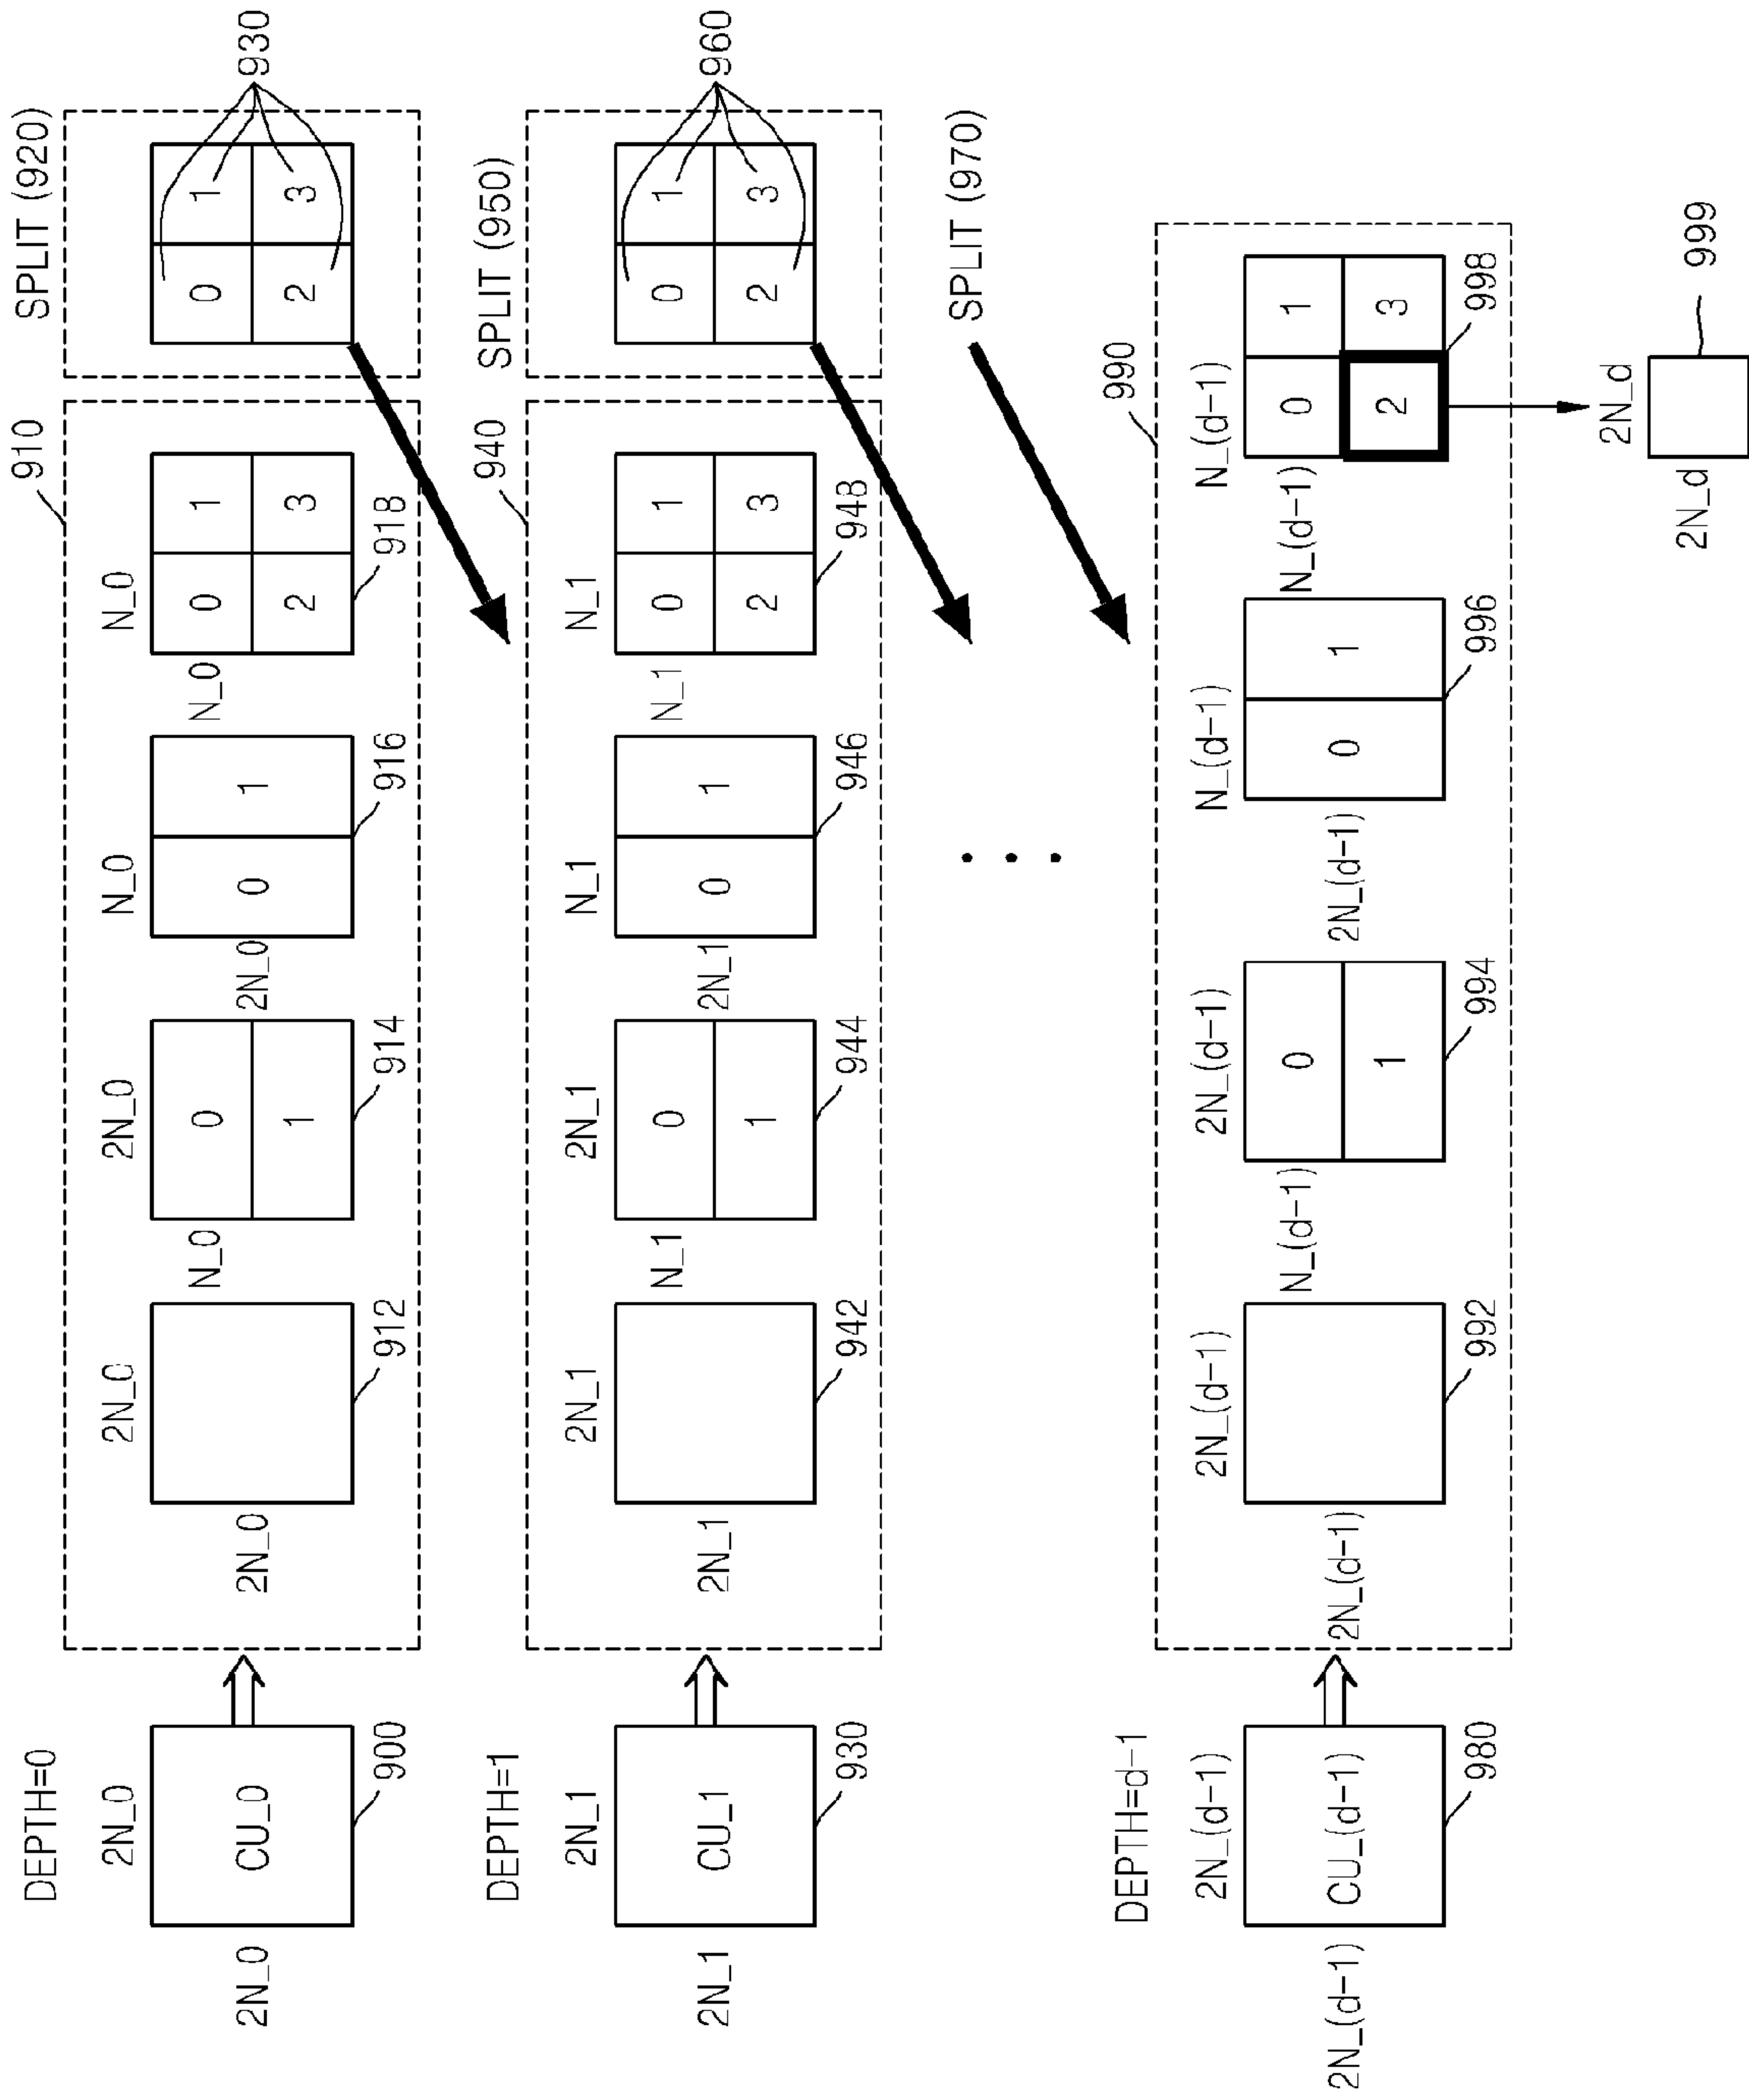 DEPTH=0
2N_0
2N_0
CU_0
900
910
2N_0
2N_0
912
2N_0
N_0
0
1
914
N_0
2N_0
0 1
916
N_0
N_0
0 1
2 3
918
SPLIT (920)
0 1
2 3
930
DEPTH=1
2N_1
2N_1
CU_1
930
940
2N_1
2N_1
942
2N_1
N_1
0
1
944
N_1
2N_1
0 1
946
N_1
N_1
0 1
2 3
948
SPLIT (950)
0 1
2 3
960
SPLIT (970)
DEPTH=d-1
2N_(d-1)
2N_(d-1)
CU_(d-1)
980
990
2N_(d-1)
2N_(d-1)
992
2N_(d-1)
N_(d-1)
0
1
994
N_(d-1)
2N_(d-1)
0 1
996
N_(d-1)
N_(d-1)
0 1
2 3
998
2N_d
2N_d
999